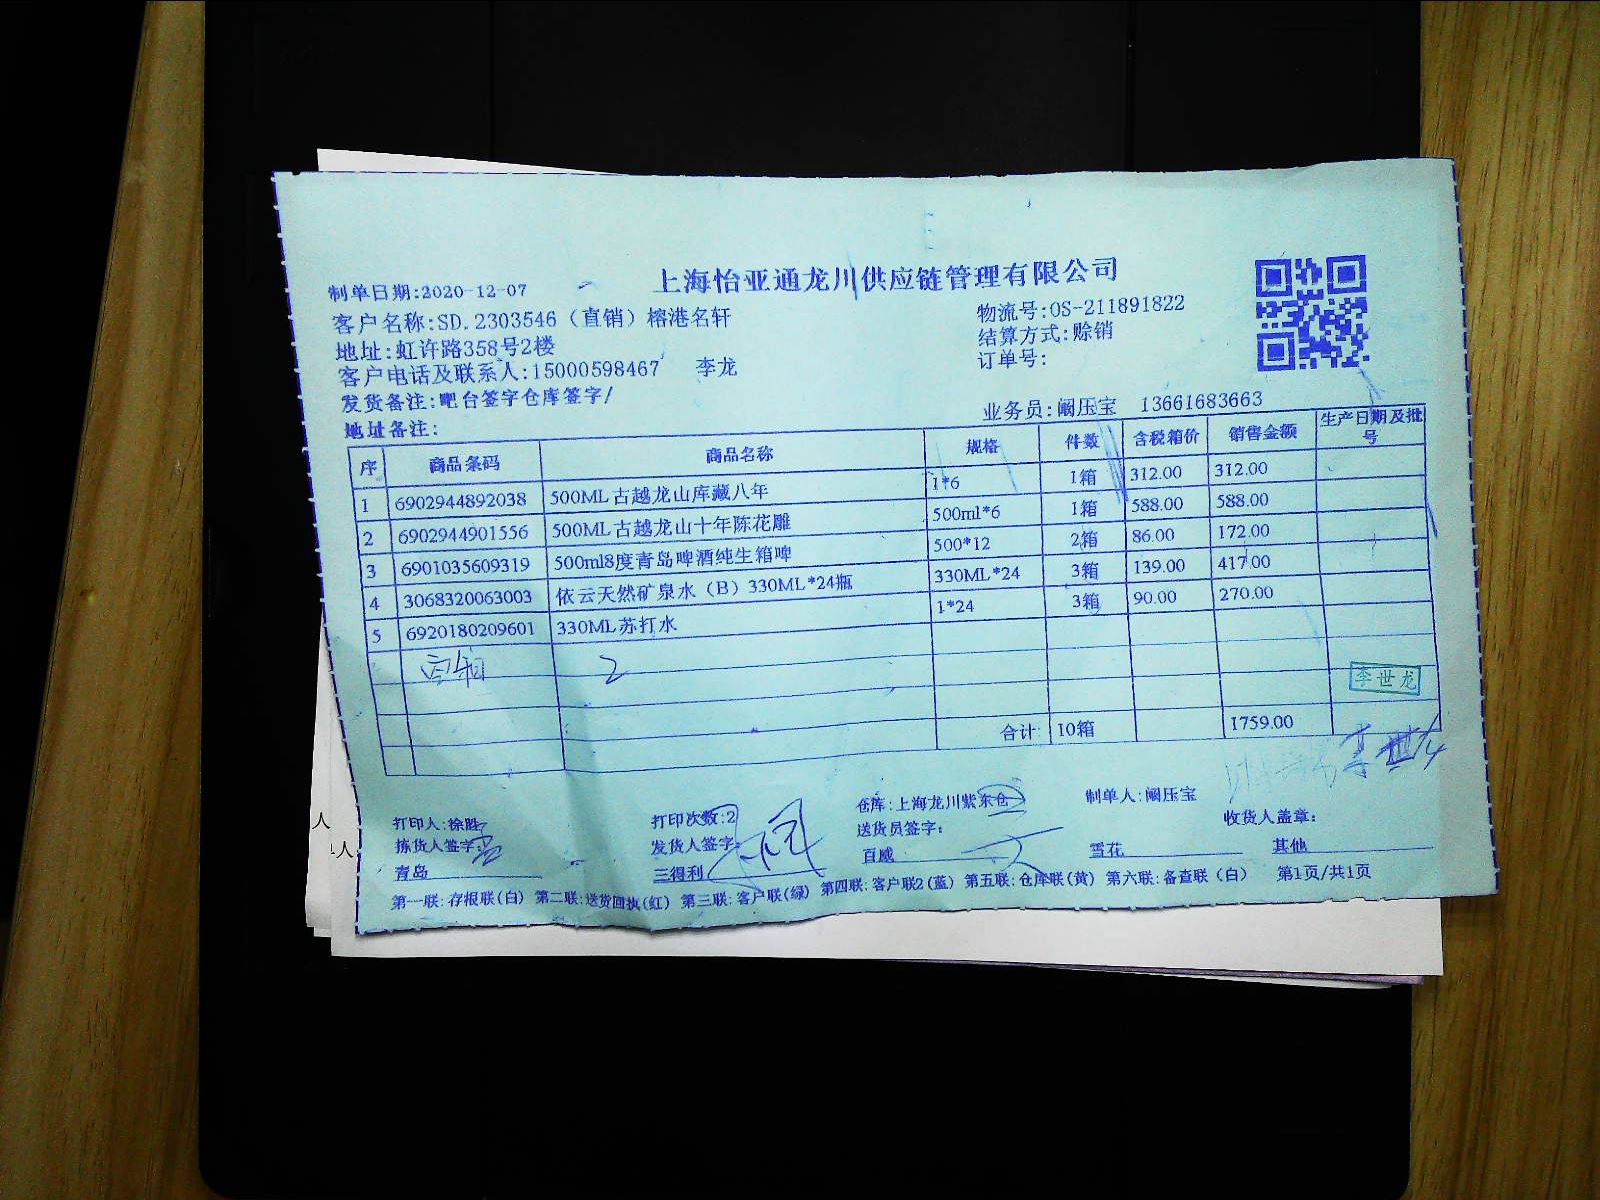 上海怡亚通龙川供应链管理有限公司
制单日期:2020-12-07
客户名称:SD.2303546（直销）榕港名轩 物流号:OS-211891822
地址:虹许路358号2楼 结算方式:赊销
客户电话及联系人:15000598467 李龙 订单号:
发货备注:吧台签字仓库签字/
地址备注: 业务员:阚压宝 13661683663
序 商品条码 商品名称 规格 件数 含税箱价 销售金额 生产日期及批号
1 6902944892038 500ML古越龙山库藏八年 1*6 1箱 312.00 312.00
2 6902944901556 500ML古越龙山十年陈花雕 500ml*6 1箱 588.00 588.00
3 6901035609319 500ml8度青岛啤酒纯生箱啤 500*12 2箱 86.00 172.00
4 3068320063003 依云天然矿泉水（B）330ML*24瓶 330ML*24 3箱 139.00 417.00
5 6920180209601 330ML苏打水 1*24 3箱 90.00 270.00
空箱 2
李世龙
合计: 10箱 1759.00
打印人:徐胜 打印次数:2 仓库:上海龙川紫东仓 制单人:阚压宝
拣货人签字: 发货人签字: 送货员签字: 收货人盖章:
青岛 三得利 百威 雪花 其他
第一联:存根联(白) 第二联:送货回执(红) 第三联:客户联(绿) 第四联:客户联2(蓝) 第五联:仓库联(黄) 第六联:备查联（白） 第1页/共1页
人
人